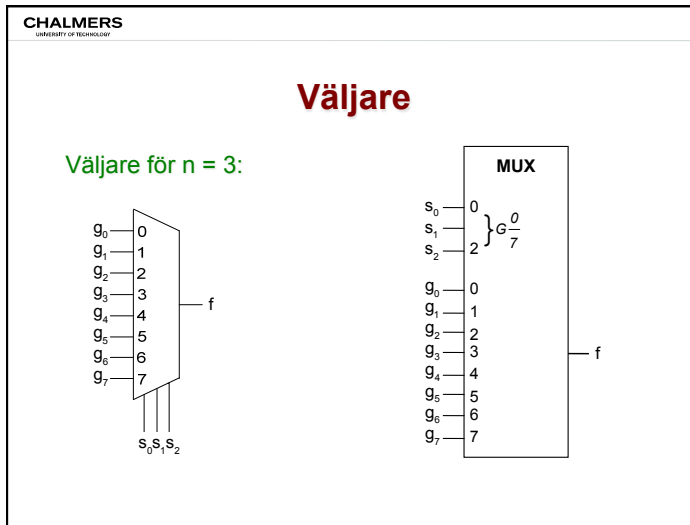 CHALMERS
UNIVERSITY OF TECHNOLOGY
Väljare
Väljare för n = 3:
g₀ 0
g₁ 1
g₂ 2
g₃ 3
g₄ 4
g₅ 5
g₆ 6
g₇ 7
f
s₀s₁s₂
MUX
s₀ 0
s₁
s₂ 2
} G 0/7
g₀ 0
g₁ 1
g₂ 2
g₃ 3
g₄ 4
g₅ 5
g₆ 6
g₇ 7
f